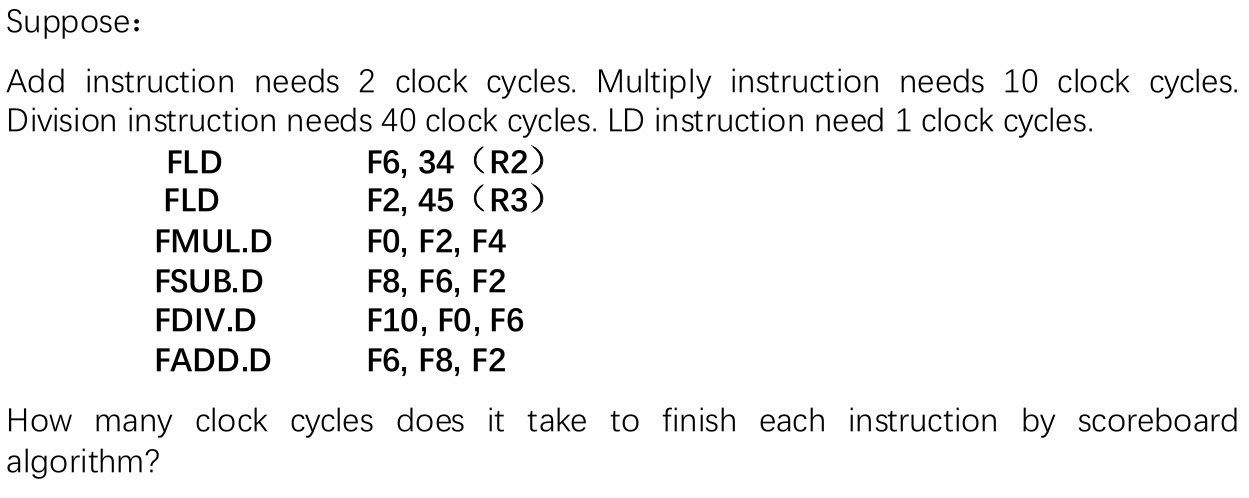 Suppose：
Add instruction needs 2 clock cycles. Multiply instruction needs 10 clock cycles.
Division instruction needs 40 clock cycles. LD instruction need 1 clock cycles.
FLD F6, 34（R2）
FLD F2, 45（R3）
FMUL.D F0, F2, F4
FSUB.D F8, F6, F2
FDIV.D F10, F0, F6
FADD.D F6, F8, F2
How many clock cycles does it take to finish each instruction by scoreboard
algorithm?